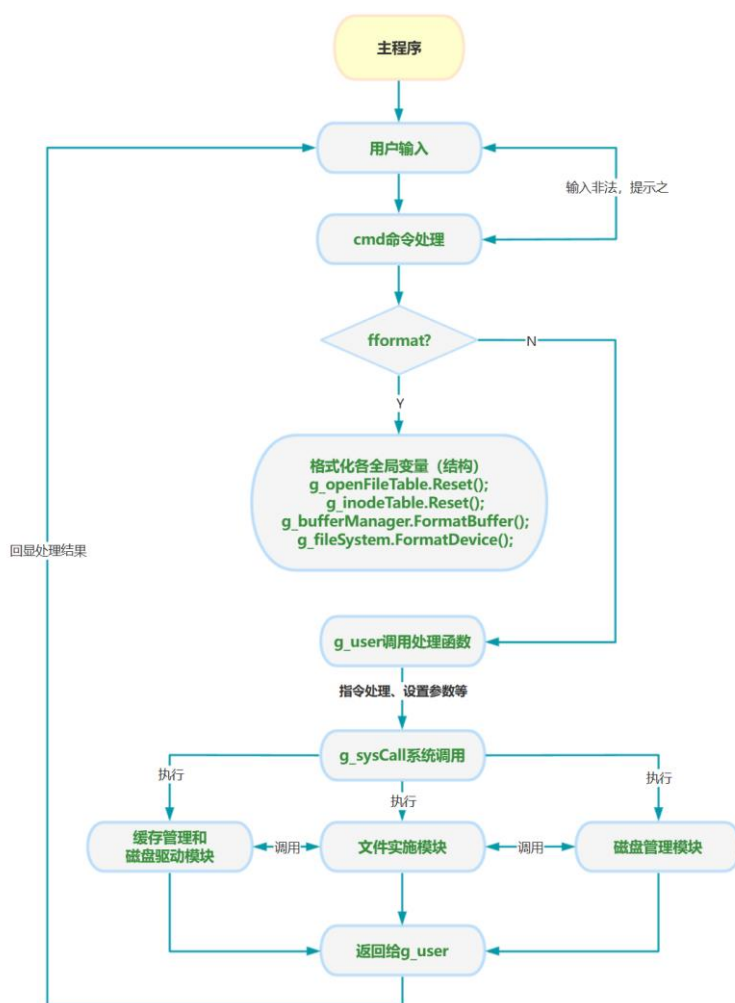 主程序
用户输入
输入非法，提示之
cmd命令处理
fformat?
N
Y
格式化各全局变量（结构）
g_openFileTable.Reset();
g_inodeTable.Reset();
g_bufferManager.FormatBuffer();
g_fileSystem.FormatDevice();
回显处理结果
g_user调用处理函数
指令处理、设置参数等
g_sysCall系统调用
执行
执行
执行
缓存管理和
磁盘驱动模块
调用
文件实施模块
调用
磁盘管理模块
返回给g_user